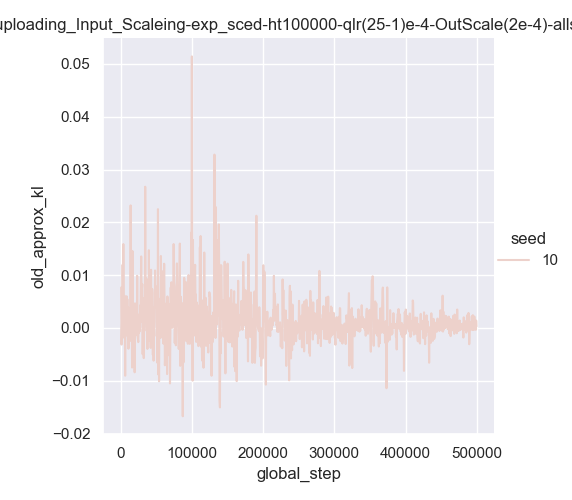 uploading_Input_Scaleing-exp_sced-ht100000-qlr(25-1)e-4-OutScale(2e-4)-alls
0.05
0.04
0.03
0.02
0.01
0.00
−0.01
−0.02
old_approx_kl
0 100000 200000 300000 400000 500000
global_step
seed
10